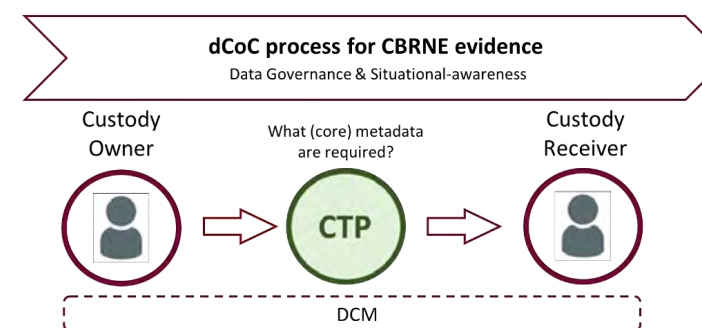 dCoC process for CBRNE evidence
Data Governance & Situational-awareness
Custody
Owner
What (core) metadata
are required?
Custody
Receiver
CTP
DCM